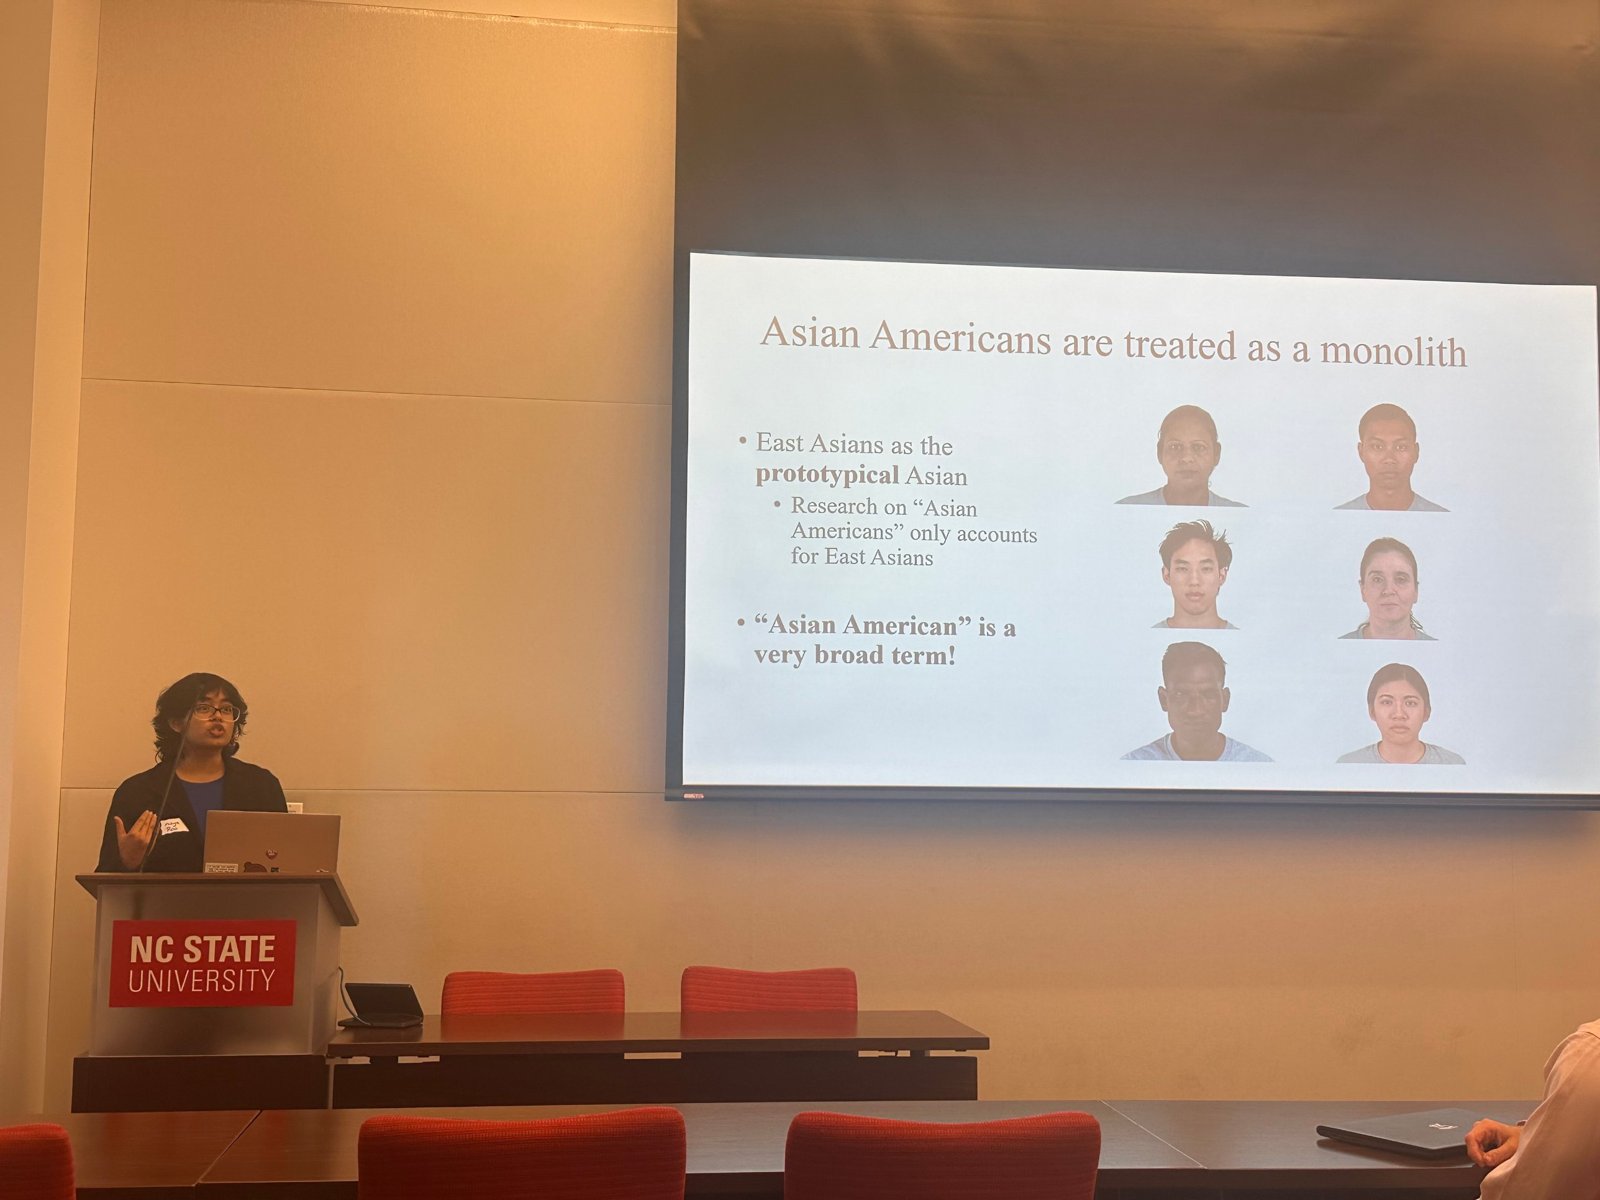 Asian Americans are treated as a monolith
• East Asians as the
prototypical Asian
• Research on “Asian
Americans” only accounts
for East Asians
• “Asian American” is a
very broad term!
NC STATE
UNIVERSITY